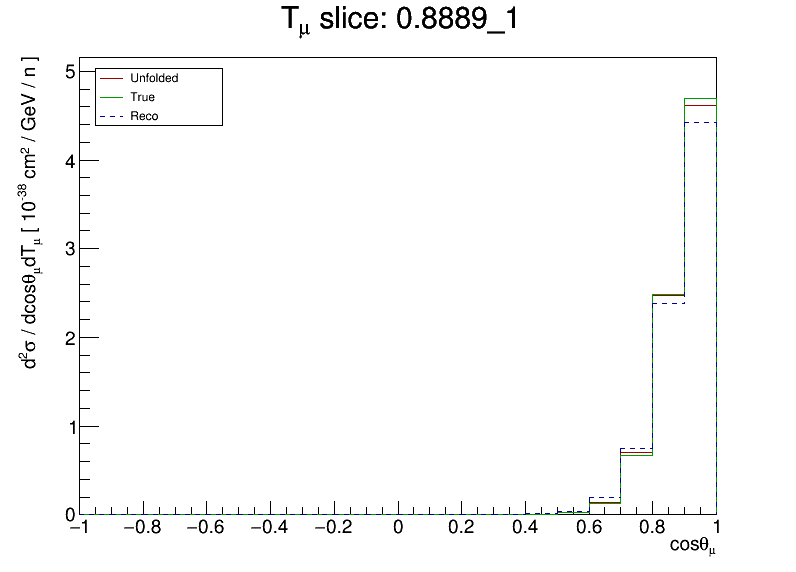 Tμ slice: 0.8889_1
d²σ / dcosθμdTμ [ 10⁻³⁸ cm² / GeV / n ]
Unfolded
True
Reco
5
4
3
2
1
0
−1 −0.8 −0.6 −0.4 −0.2 0 0.2 0.4 0.6 0.8 1
cosθμ